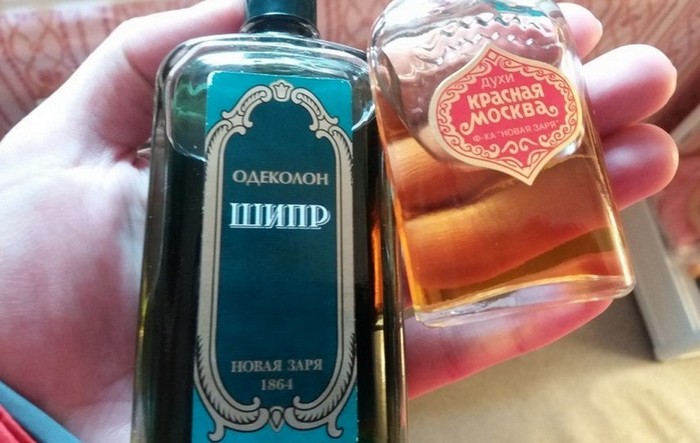 ОДЕКОЛОН
ШИПР
НОВАЯ ЗАРЯ
1864
ДУХИ
КРАСНАЯ
МОСКВА
Ф-КА "НОВАЯ ЗАРЯ"